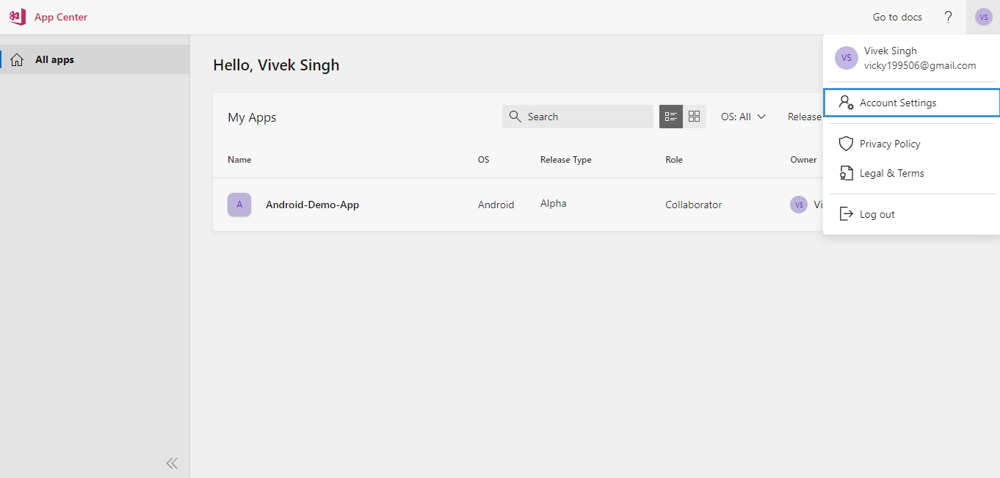 App Center
Go to docs
?
VS
All apps
Hello, Vivek Singh
VS
Vivek Singh
vicky199506@gmail.com
Account Settings
Privacy Policy
Legal & Terms
Log out
My Apps
Search
OS: All
Release
Name OS Release Type Role Owner
A Android-Demo-App Android Alpha Collaborator VS Vi